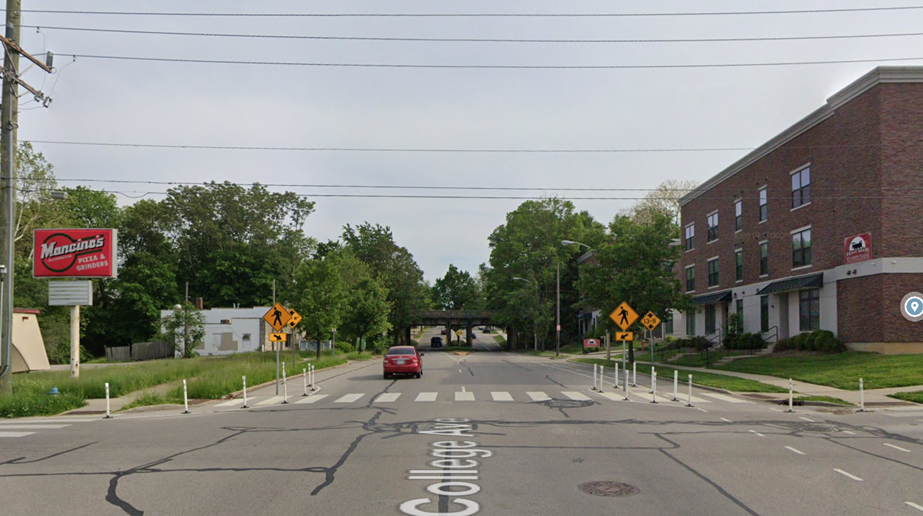 Mancino's
PIZZA &
GRINDERS
College Ave